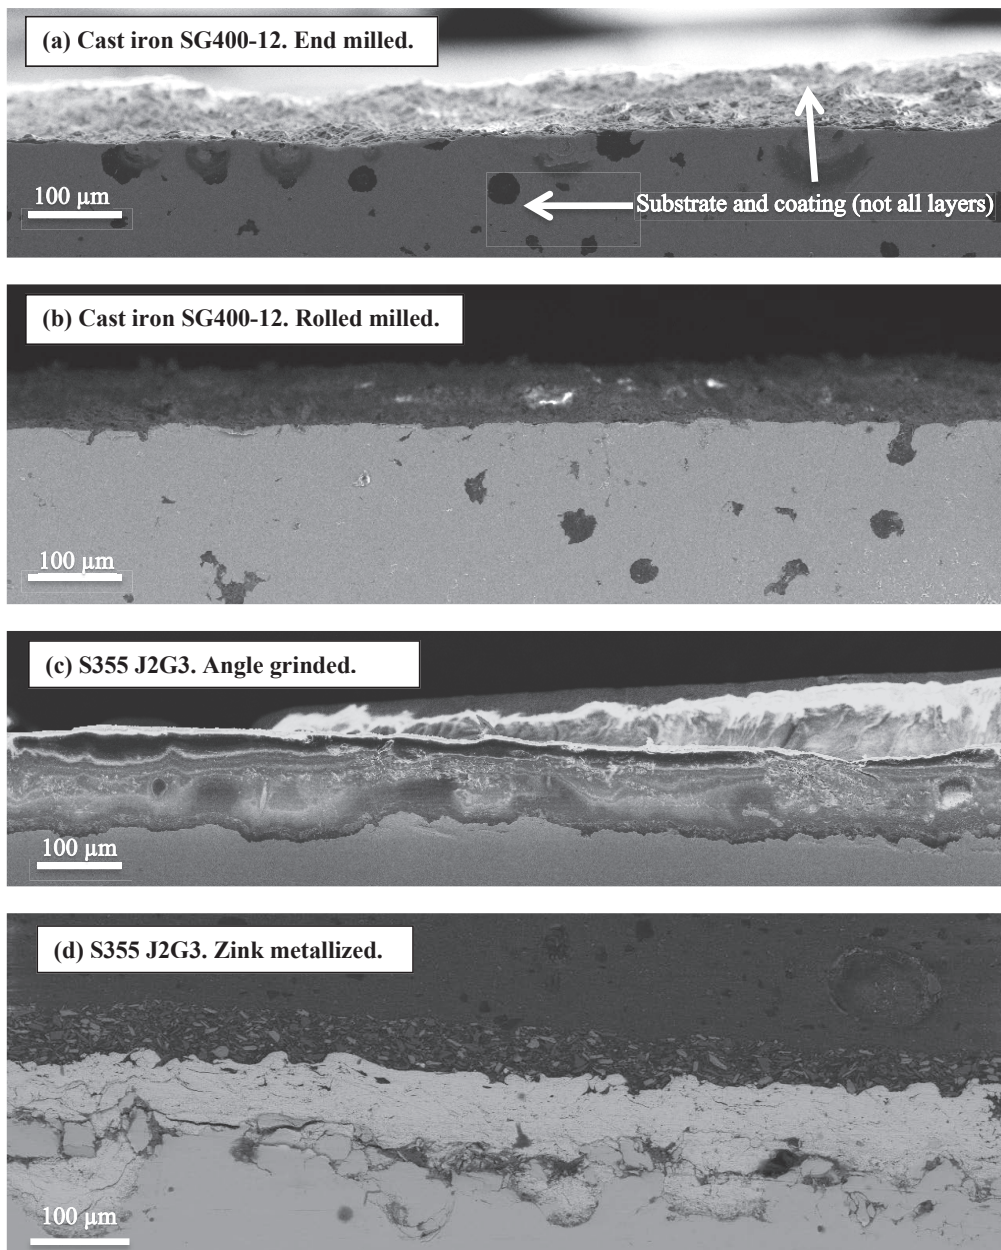 (a) Cast iron SG400-12. End milled.
100 µm
Substrate and coating (not all layers)
(b) Cast iron SG400-12. Rolled milled.
100 µm
(c) S355 J2G3. Angle grinded.
100 µm
(d) S355 J2G3. Zink metallized.
100 µm